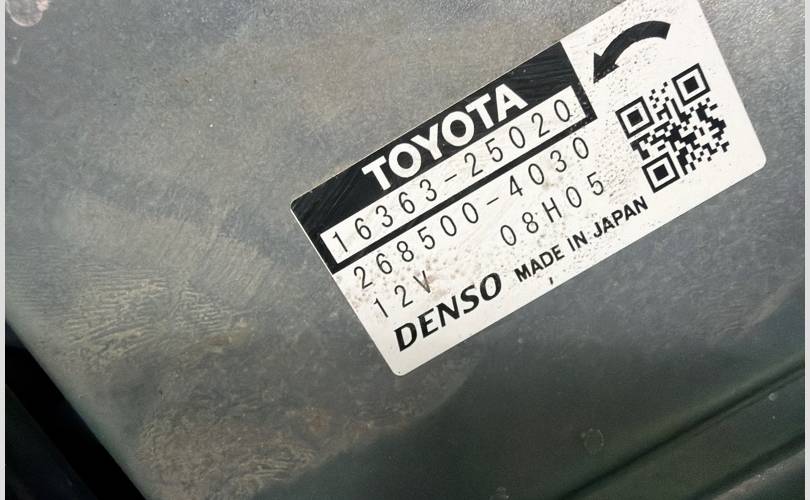 TOYOTA
16363-25020
268500-4030
12V 08H05
DENSO MADE IN JAPAN